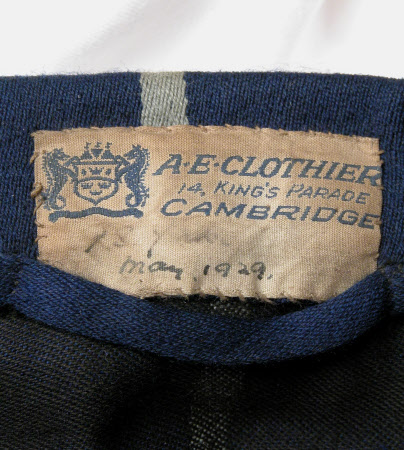 A·E·CLOTHIER
14, KING'S PARADE
CAMBRIDGE
May 1929.